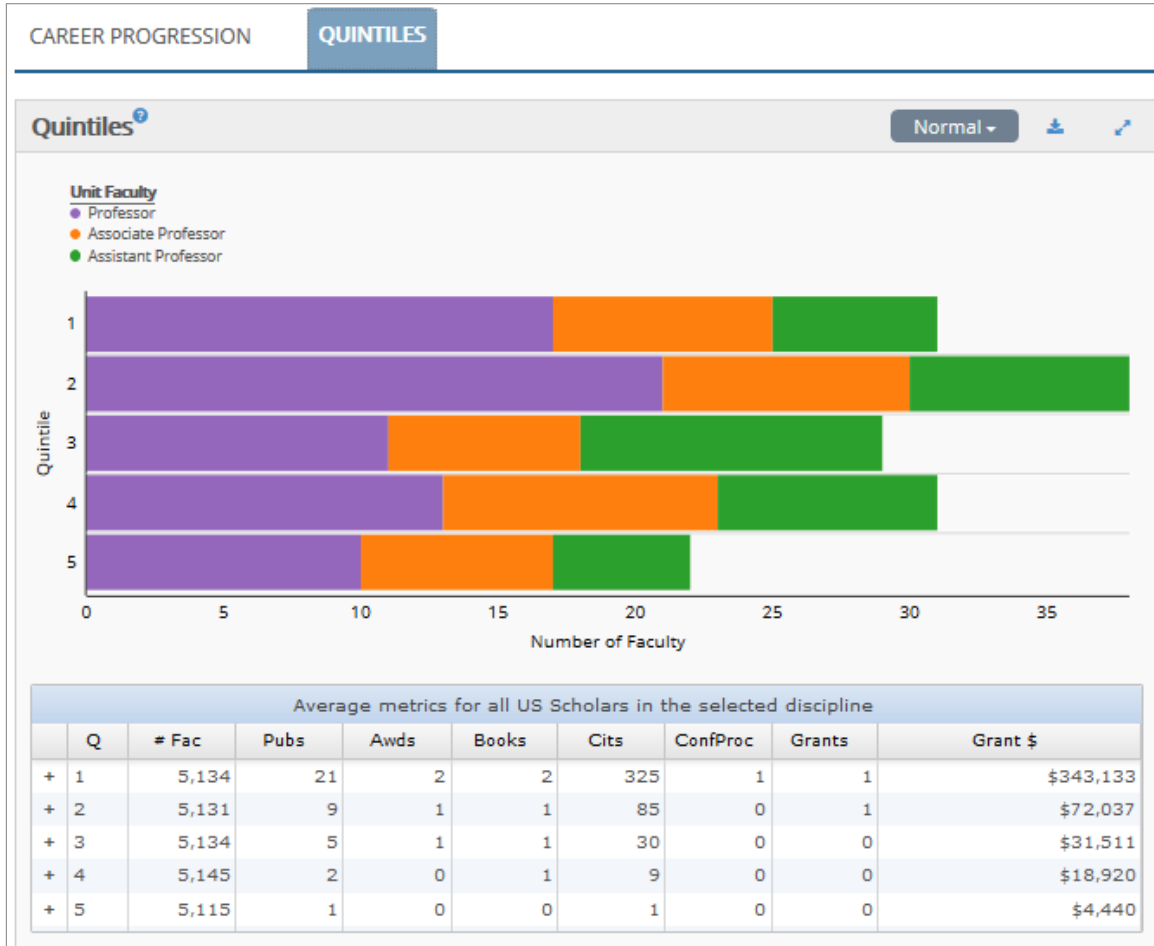 CAREER PROGRESSION QUINTILES
Quintiles ?
Normal
Unit Faculty
Professor
Associate Professor
Assistant Professor
1
2
3
4
5
Quintile
0 5 10 15 20 25 30 35
Number of Faculty
Average metrics for all US Scholars in the selected discipline
Q # Fac Pubs Awds Books Cits ConfProc Grants Grant $
+ 1 5,134 21 2 2 325 1 1 $343,133
+ 2 5,131 9 1 1 85 0 1 $72,037
+ 3 5,134 5 1 1 30 0 0 $31,511
+ 4 5,145 2 0 1 9 0 0 $18,920
+ 5 5,115 1 0 0 1 0 0 $4,440